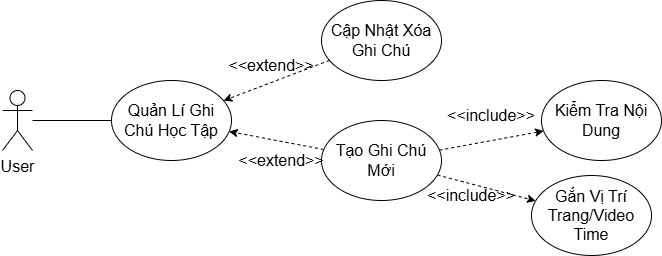 Cập Nhật Xóa
Ghi Chú
<<extend>>
User
Quản Lí Ghi
Chú Học Tập
<<extend>>
Tạo Ghi Chú
Mới
<<include>>
Kiểm Tra Nội
Dung
<<include>>
Gắn Vị Trí
Trang/Video
Time